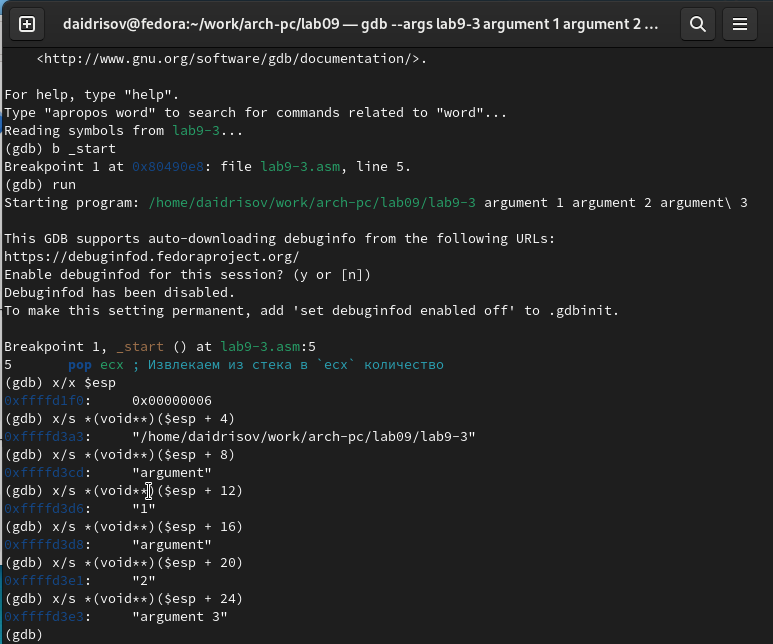 daidrisov@fedora:~/work/arch-pc/lab09 — gdb --args lab9-3 argument 1 argument 2 ...
<http://www.gnu.org/software/gdb/documentation/>.
For help, type "help".
Type "apropos word" to search for commands related to "word"...
Reading symbols from lab9-3...
(gdb) b _start
Breakpoint 1 at 0x80490e8: file lab9-3.asm, line 5.
(gdb) run
Starting program: /home/daidrisov/work/arch-pc/lab09/lab9-3 argument 1 argument 2 argument\ 3
This GDB supports auto-downloading debuginfo from the following URLs:
https://debuginfod.fedoraproject.org/
Enable debuginfod for this session? (y or [n])
Debuginfod has been disabled.
To make this setting permanent, add 'set debuginfod enabled off' to .gdbinit.
Breakpoint 1, _start () at lab9-3.asm:5
5 pop ecx ; Извлекаем из стека в `ecx` количество
(gdb) x/x $esp
0xffffd1f0: 0x00000006
(gdb) x/s *(void**)($esp + 4)
0xffffd3a3: "/home/daidrisov/work/arch-pc/lab09/lab9-3"
(gdb) x/s *(void**)($esp + 8)
0xffffd3cd: "argument"
(gdb) x/s *(void**)($esp + 12)
0xffffd3d6: "1"
(gdb) x/s *(void**)($esp + 16)
0xffffd3d8: "argument"
(gdb) x/s *(void**)($esp + 20)
0xffffd3e1: "2"
(gdb) x/s *(void**)($esp + 24)
0xffffd3e3: "argument 3"
(gdb)